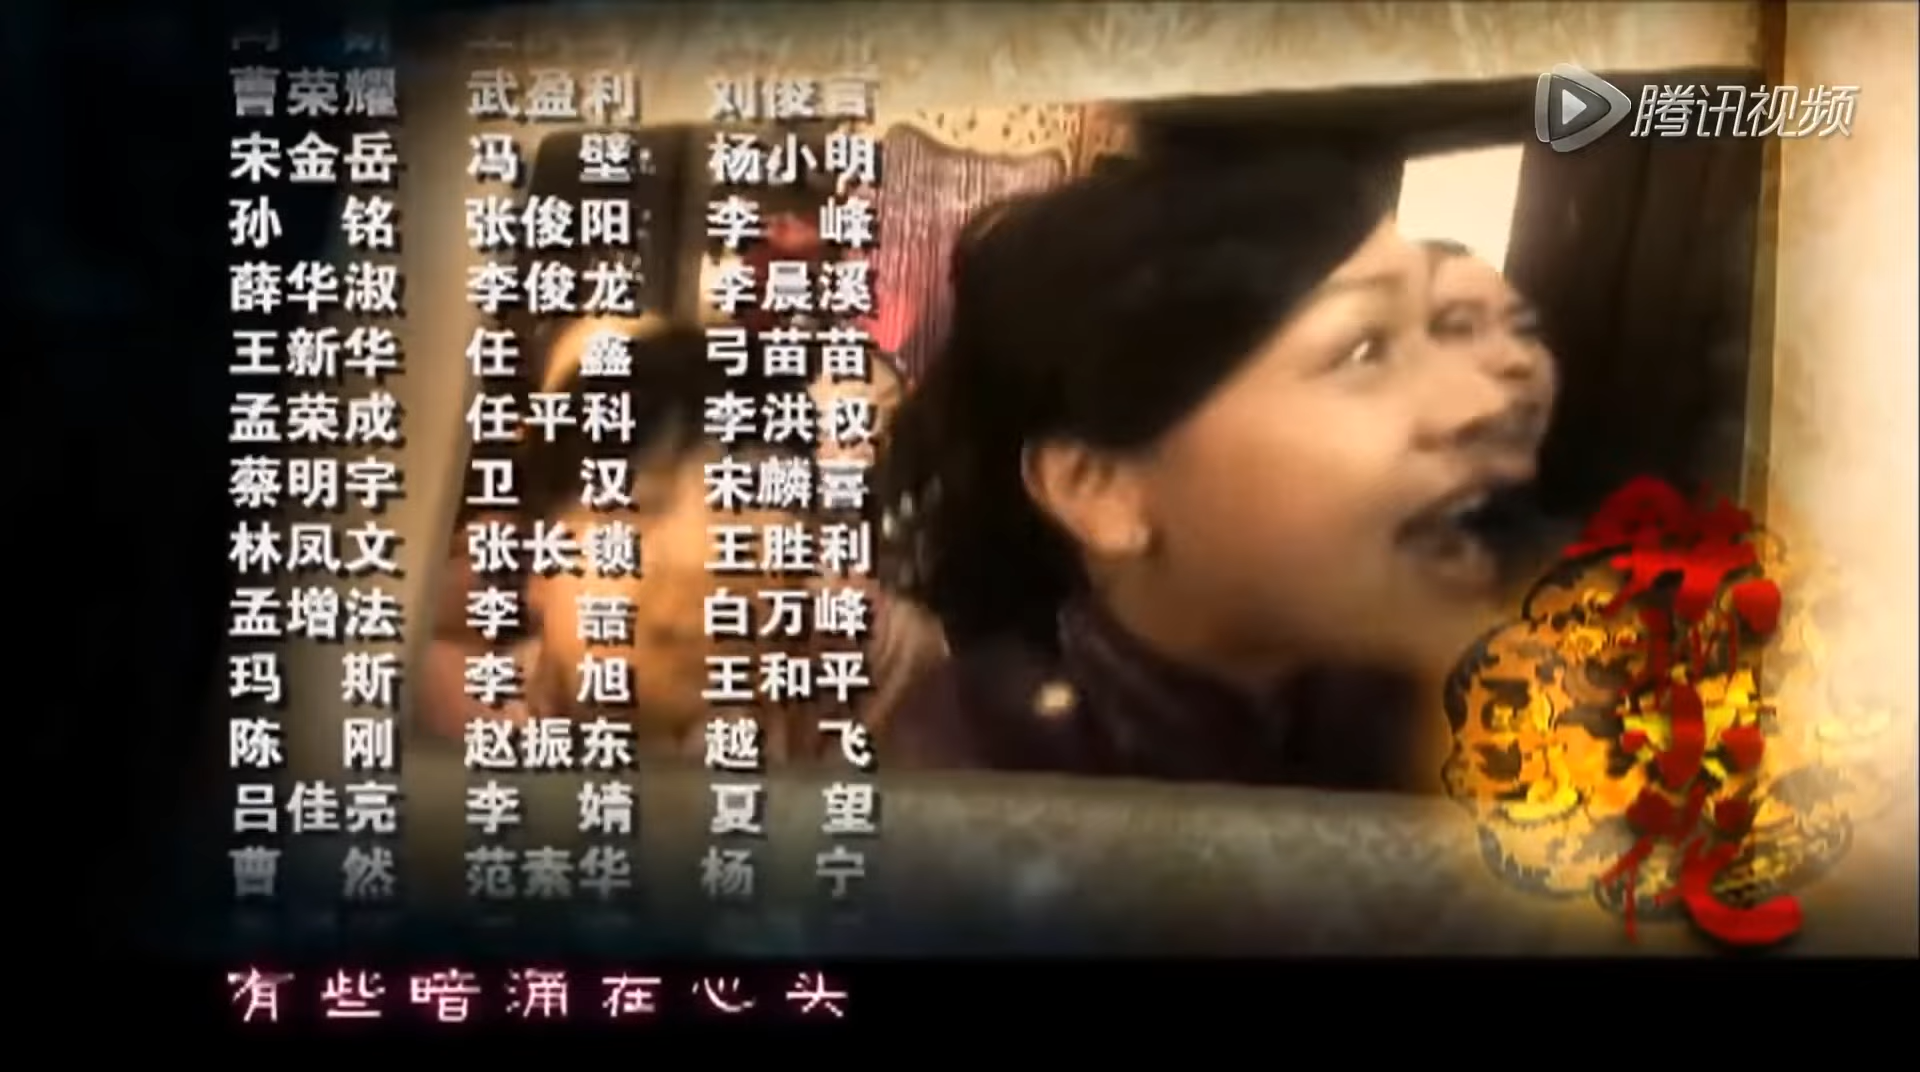 腾讯视频
曹荣耀 武盈利 刘俊言
宋金岳 冯壁 杨小明
孙铭 张俊阳 李峰
薛华淑 李俊龙 李晨溪
王新华 任鑫 弓苗苗
孟荣成 任平科 李洪权
蔡明宇 卫汉 宋麟喜
林凤文 张长锁 王胜利
孟增法 李喆 白万峰
玛斯 李旭 王和平
陈刚 赵振东 越飞
吕佳亮 李婧 夏望
曹然 范素华 杨宁
有些暗涌在心头